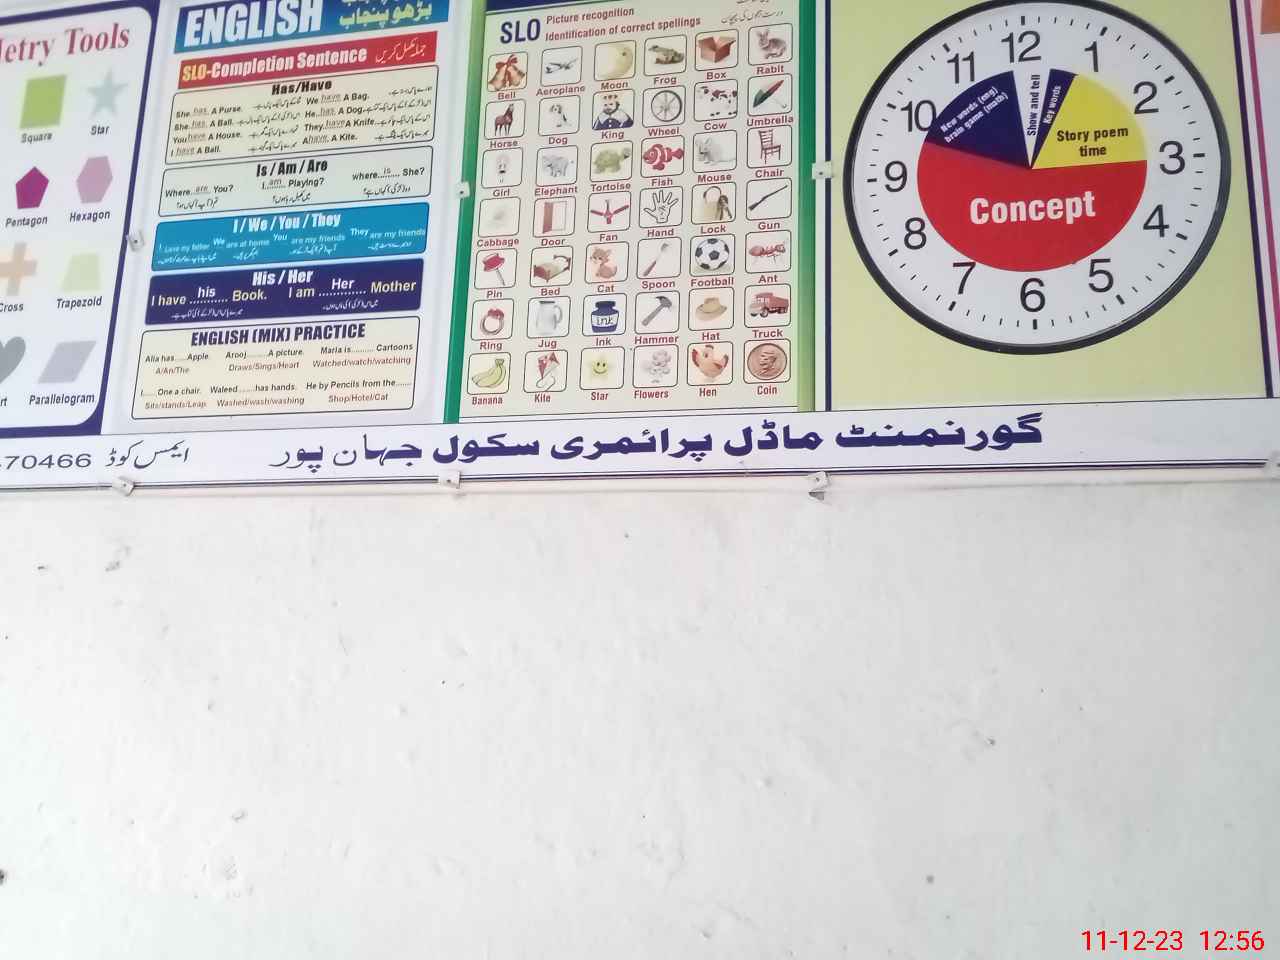 etry Tools
Square
Star
Pentagon
Hexagon
Cross
Trapezoid
rt
Parallelogram
ENGLISH
بڑھو پنجاب
SLO-Completion Sentence جملہ مکمل کریں
Has/Have
She has A Purse.
We have A Bag.
She has A Ball.
He has A Dog.
You have A House.
They have A Knife
I have A Ball.
A have A Kite.
Is / Am / Are
Where are You?
I am Playing?
where is She?
I / We / You / They
I Love my father
We are at home
You are my friends
They are my friends
His / Her
I have his Book.
I am Her Mother
ENGLISH (MIX) PRACTICE
Alia has.....Apple.
A/An/The
Arooj.........A picture.
Draws/Sings/Heart
Maria is.......... Cartoons
Watched/watch/watching
I......One a chair.
Sits/stands/Leap
Waleed.......has hands.
Washed/wash/washing
He by Pencils from the......
Shop/Hotel/Cat
SLO
Picture recognition
Identification of correct spellings
Bell Aeroplane Moon Frog Box Rabit
Horse Dog King Wheel Cow Umbrella
Girl Elephant Tortoise Fish Mouse Chair
Cabbage Door Fan Hand Lock Gun
Pin Bed Cat Spoon Football Ant
Ring Jug ink Ink Hammer Hat Truck
Banana Kite Star Flowers Hen Coin
12
1
2
3
4
5
6
7
8
9
10
11
New words (eng)
brain game (math)
Show and tell
Key words
Story poem
time
Concept
گورنمنٹ ماڈل پرائمری سکول جہان پور
ایمس کوڈ
70466
11-12-23 12:56